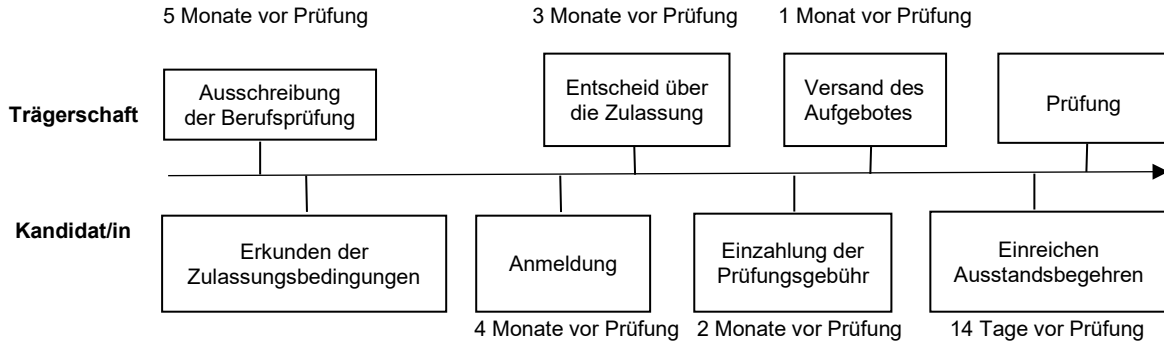 5 Monate vor Prüfung
3 Monate vor Prüfung
1 Monat vor Prüfung
Trägerschaft
Ausschreibung
der Berufsprüfung
Entscheid über
die Zulassung
Versand des
Aufgebotes
Prüfung
Kandidat/in
Erkunden der
Zulassungsbedingungen
Anmeldung
Einzahlung der
Prüfungsgebühr
Einreichen
Ausstandsbegehren
4 Monate vor Prüfung
2 Monate vor Prüfung
14 Tage vor Prüfung